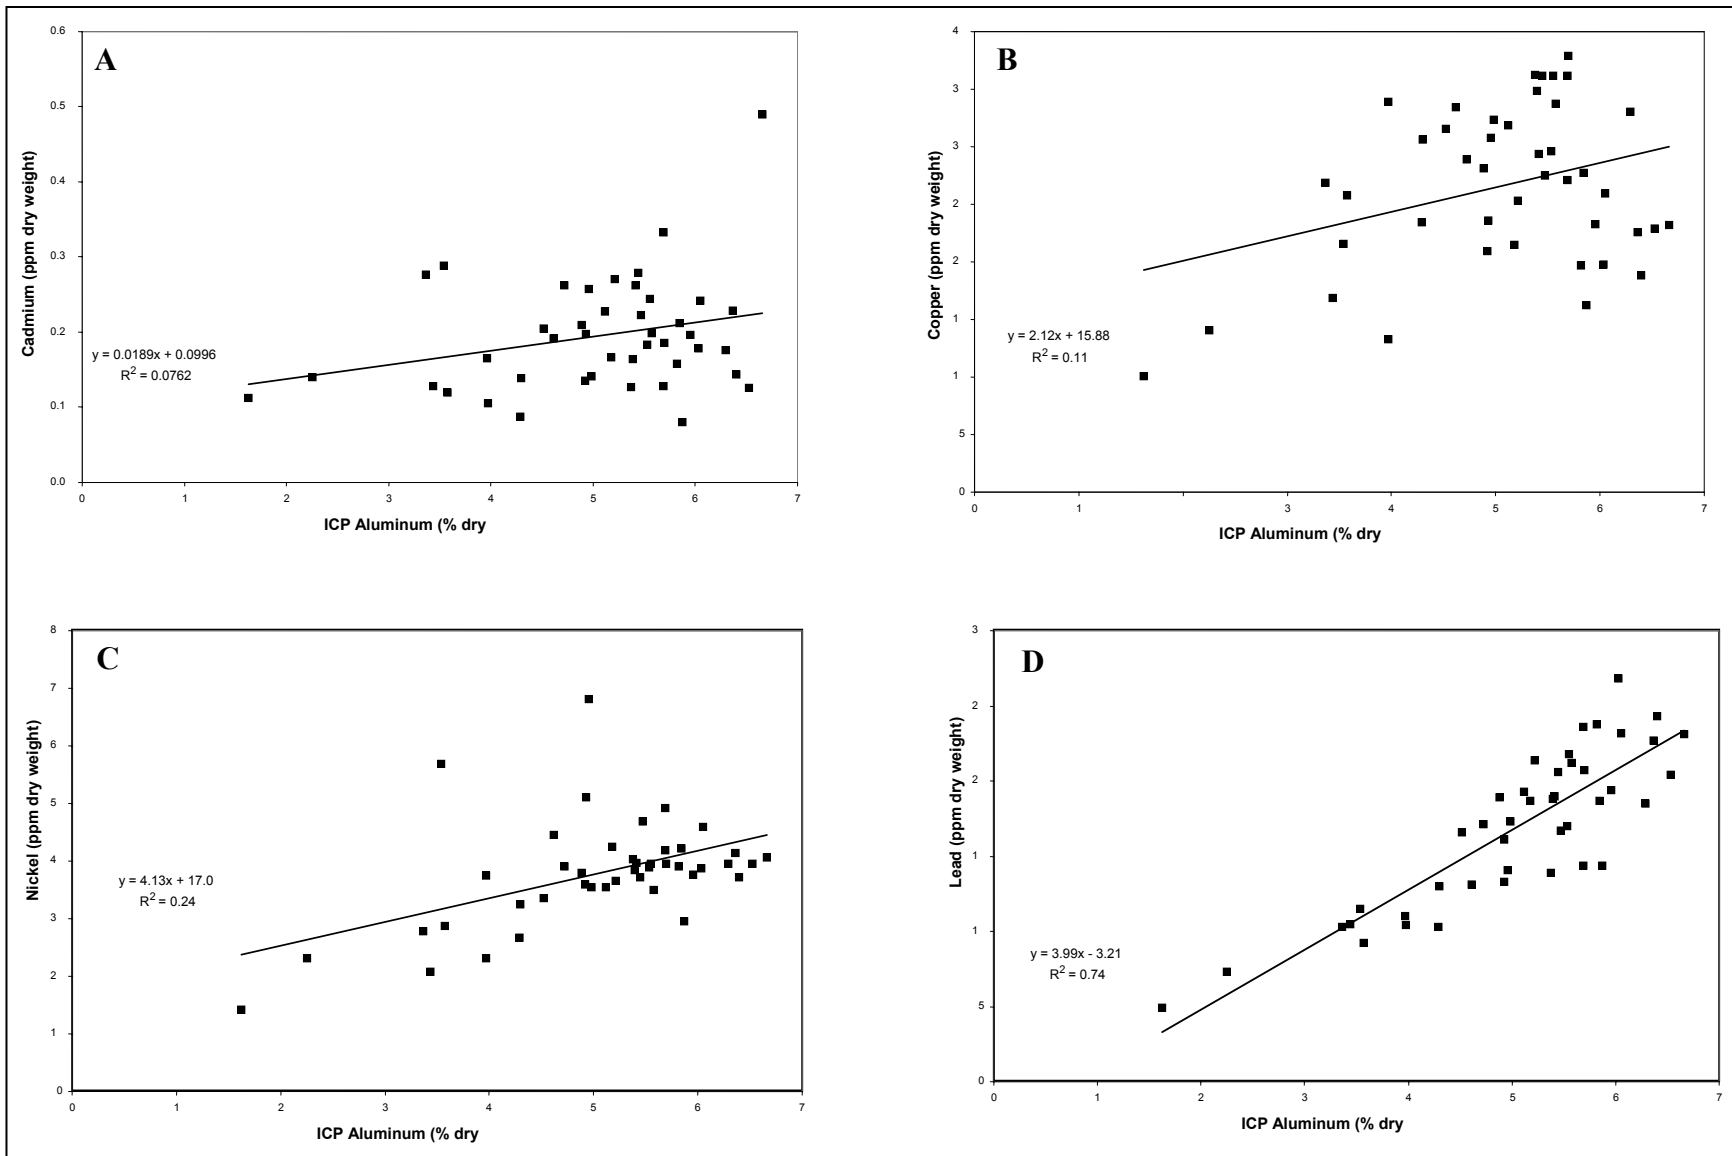 A
Cadmium (ppm dry weight)
0.6
0.5
0.4
0.3
0.2
0.1
0.0
y = 0.0189x + 0.0996
R2 = 0.0762
0 1 2 3 4 5 6 7
ICP Aluminum (% dry
B
Copper (ppm dry weight)
4
3
3
2
2
1
1
5
0
y = 2.12x + 15.88
R2 = 0.11
0 1 3 4 5 6 7
ICP Aluminum (% dry
C
Nickel (ppm dry weight)
8
7
6
5
4
3
2
1
0
y = 4.13x + 17.0
R2 = 0.24
0 1 2 3 4 5 6 7
ICP Aluminum (% dry
D
Lead (ppm dry weight)
3
2
2
1
1
5
0
y = 3.99x - 3.21
R2 = 0.74
0 1 2 3 4 5 6 7
ICP Aluminum (% dry